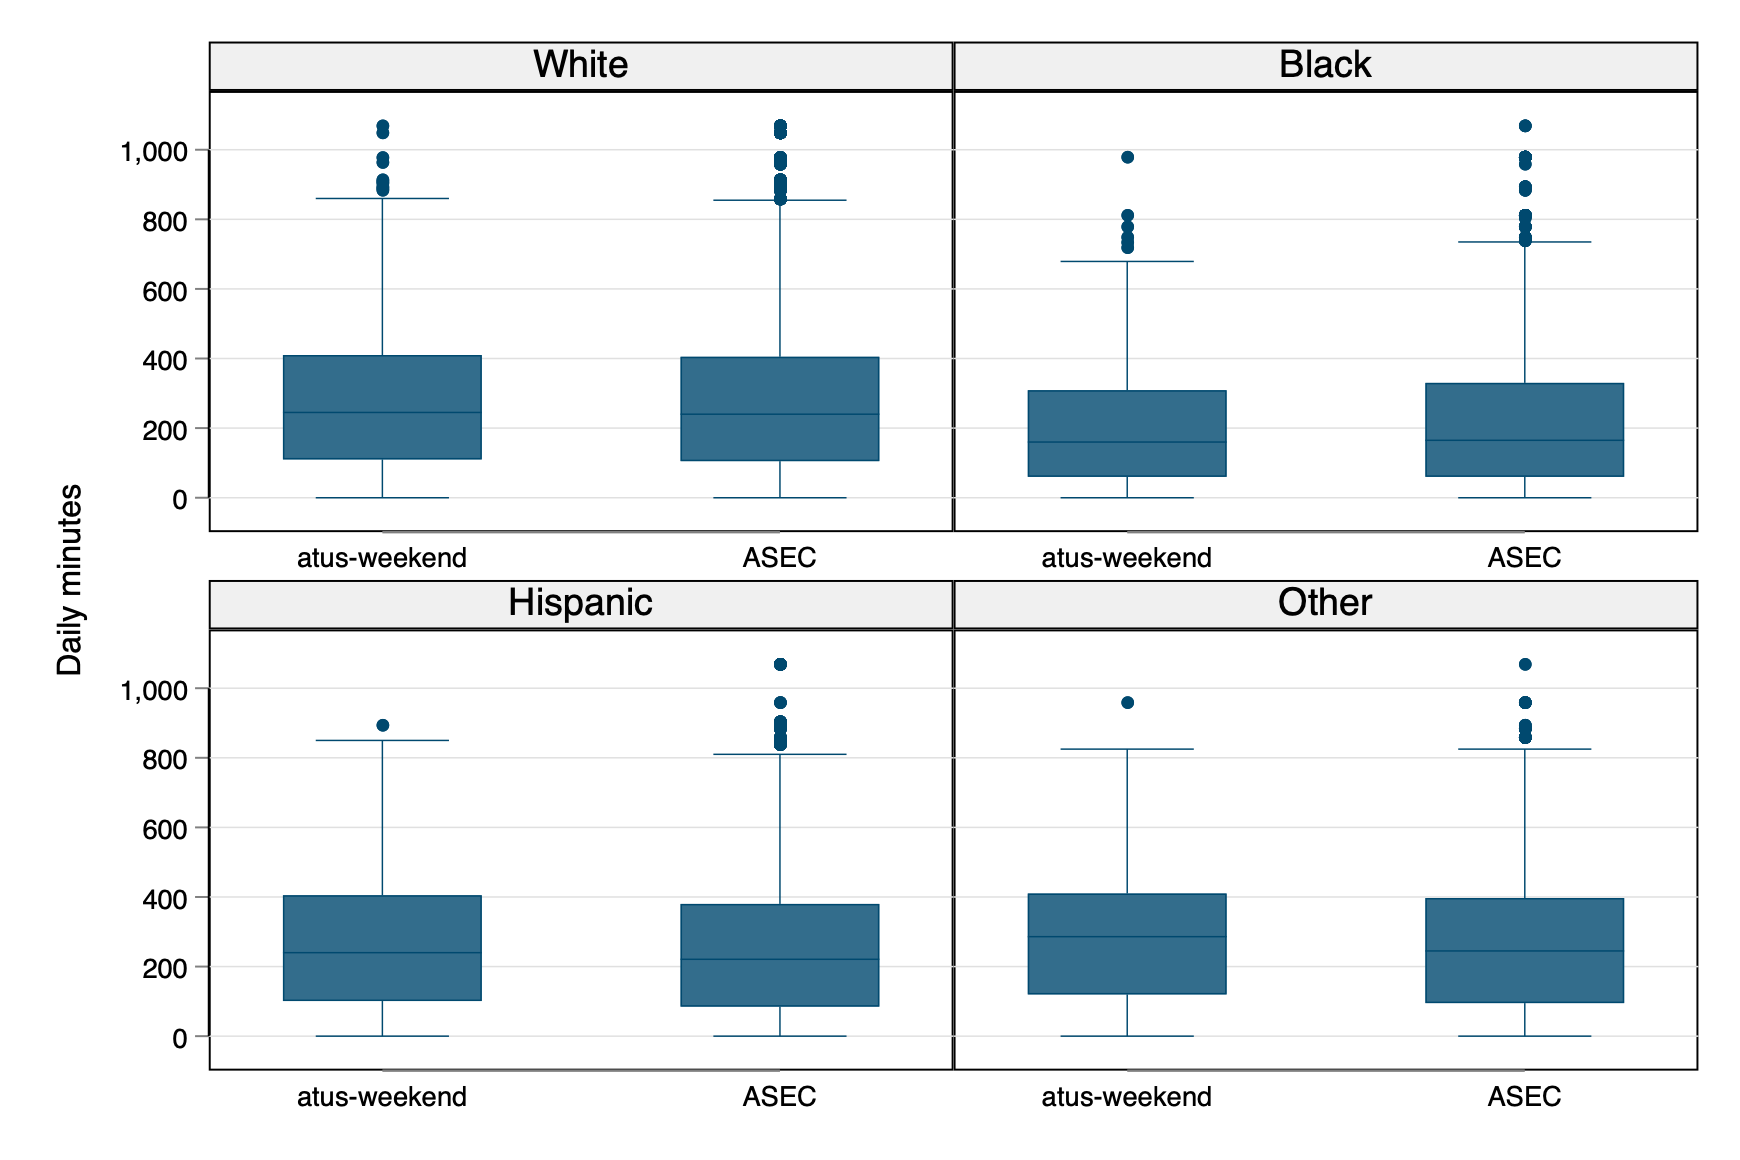 White
Black
1,000
800
600
400
200
0
atus-weekend
ASEC
atus-weekend
ASEC
Daily minutes
Hispanic
Other
1,000
800
600
400
200
0
atus-weekend
ASEC
atus-weekend
ASEC